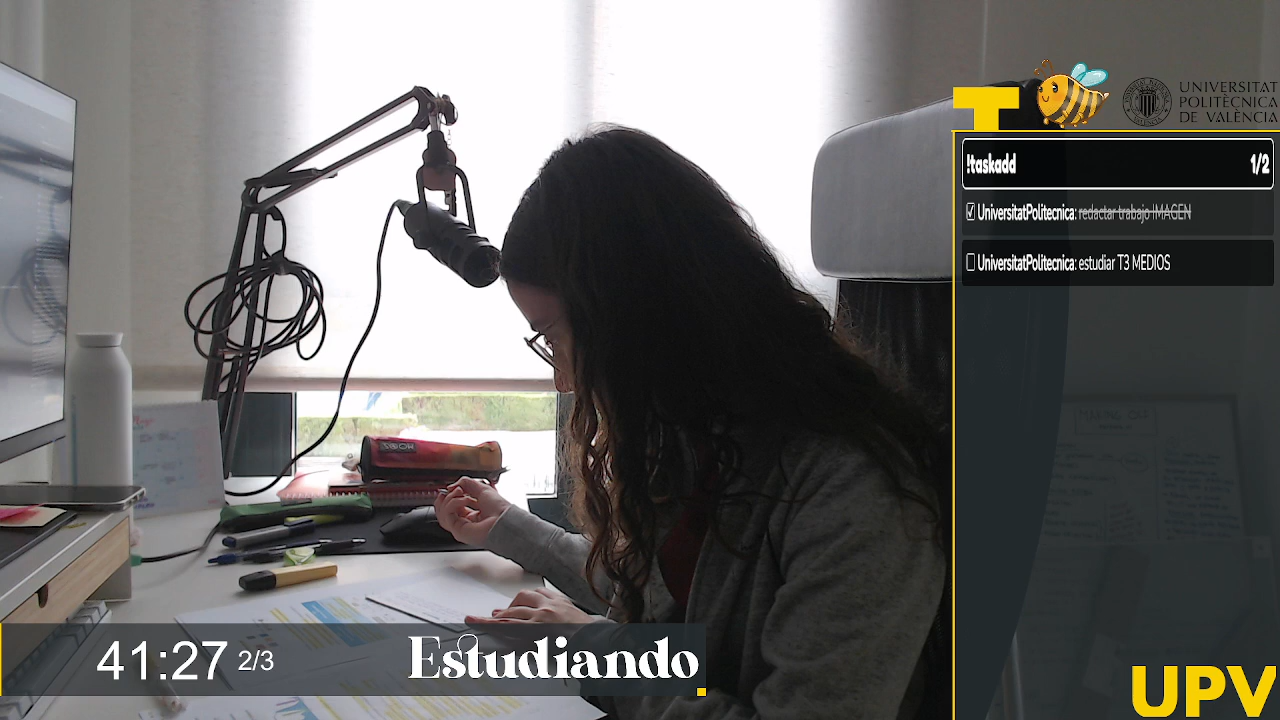 T
UNIVERSITAT
POLITÈCNICA
DE VALÈNCIA
!taskadd 1/2
UniversitatPolitecnica: redactar trabajo IMAGEN
UniversitatPolitecnica: estudiar T3 MEDIOS
41:27 2/3 Estudiando
UPV